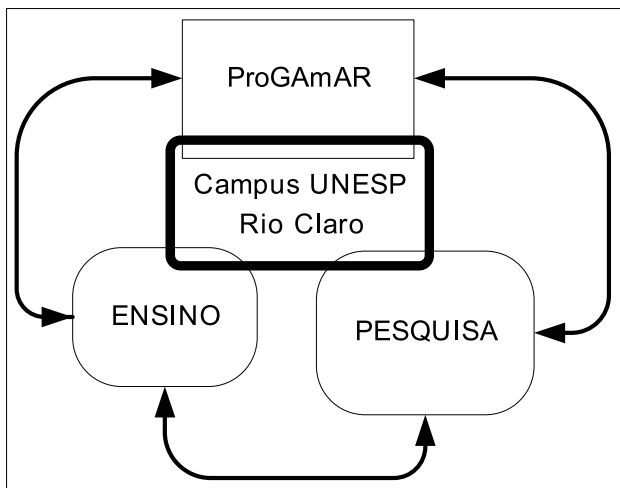 ProGAmAR
Campus UNESP
Rio Claro
ENSINO
PESQUISA